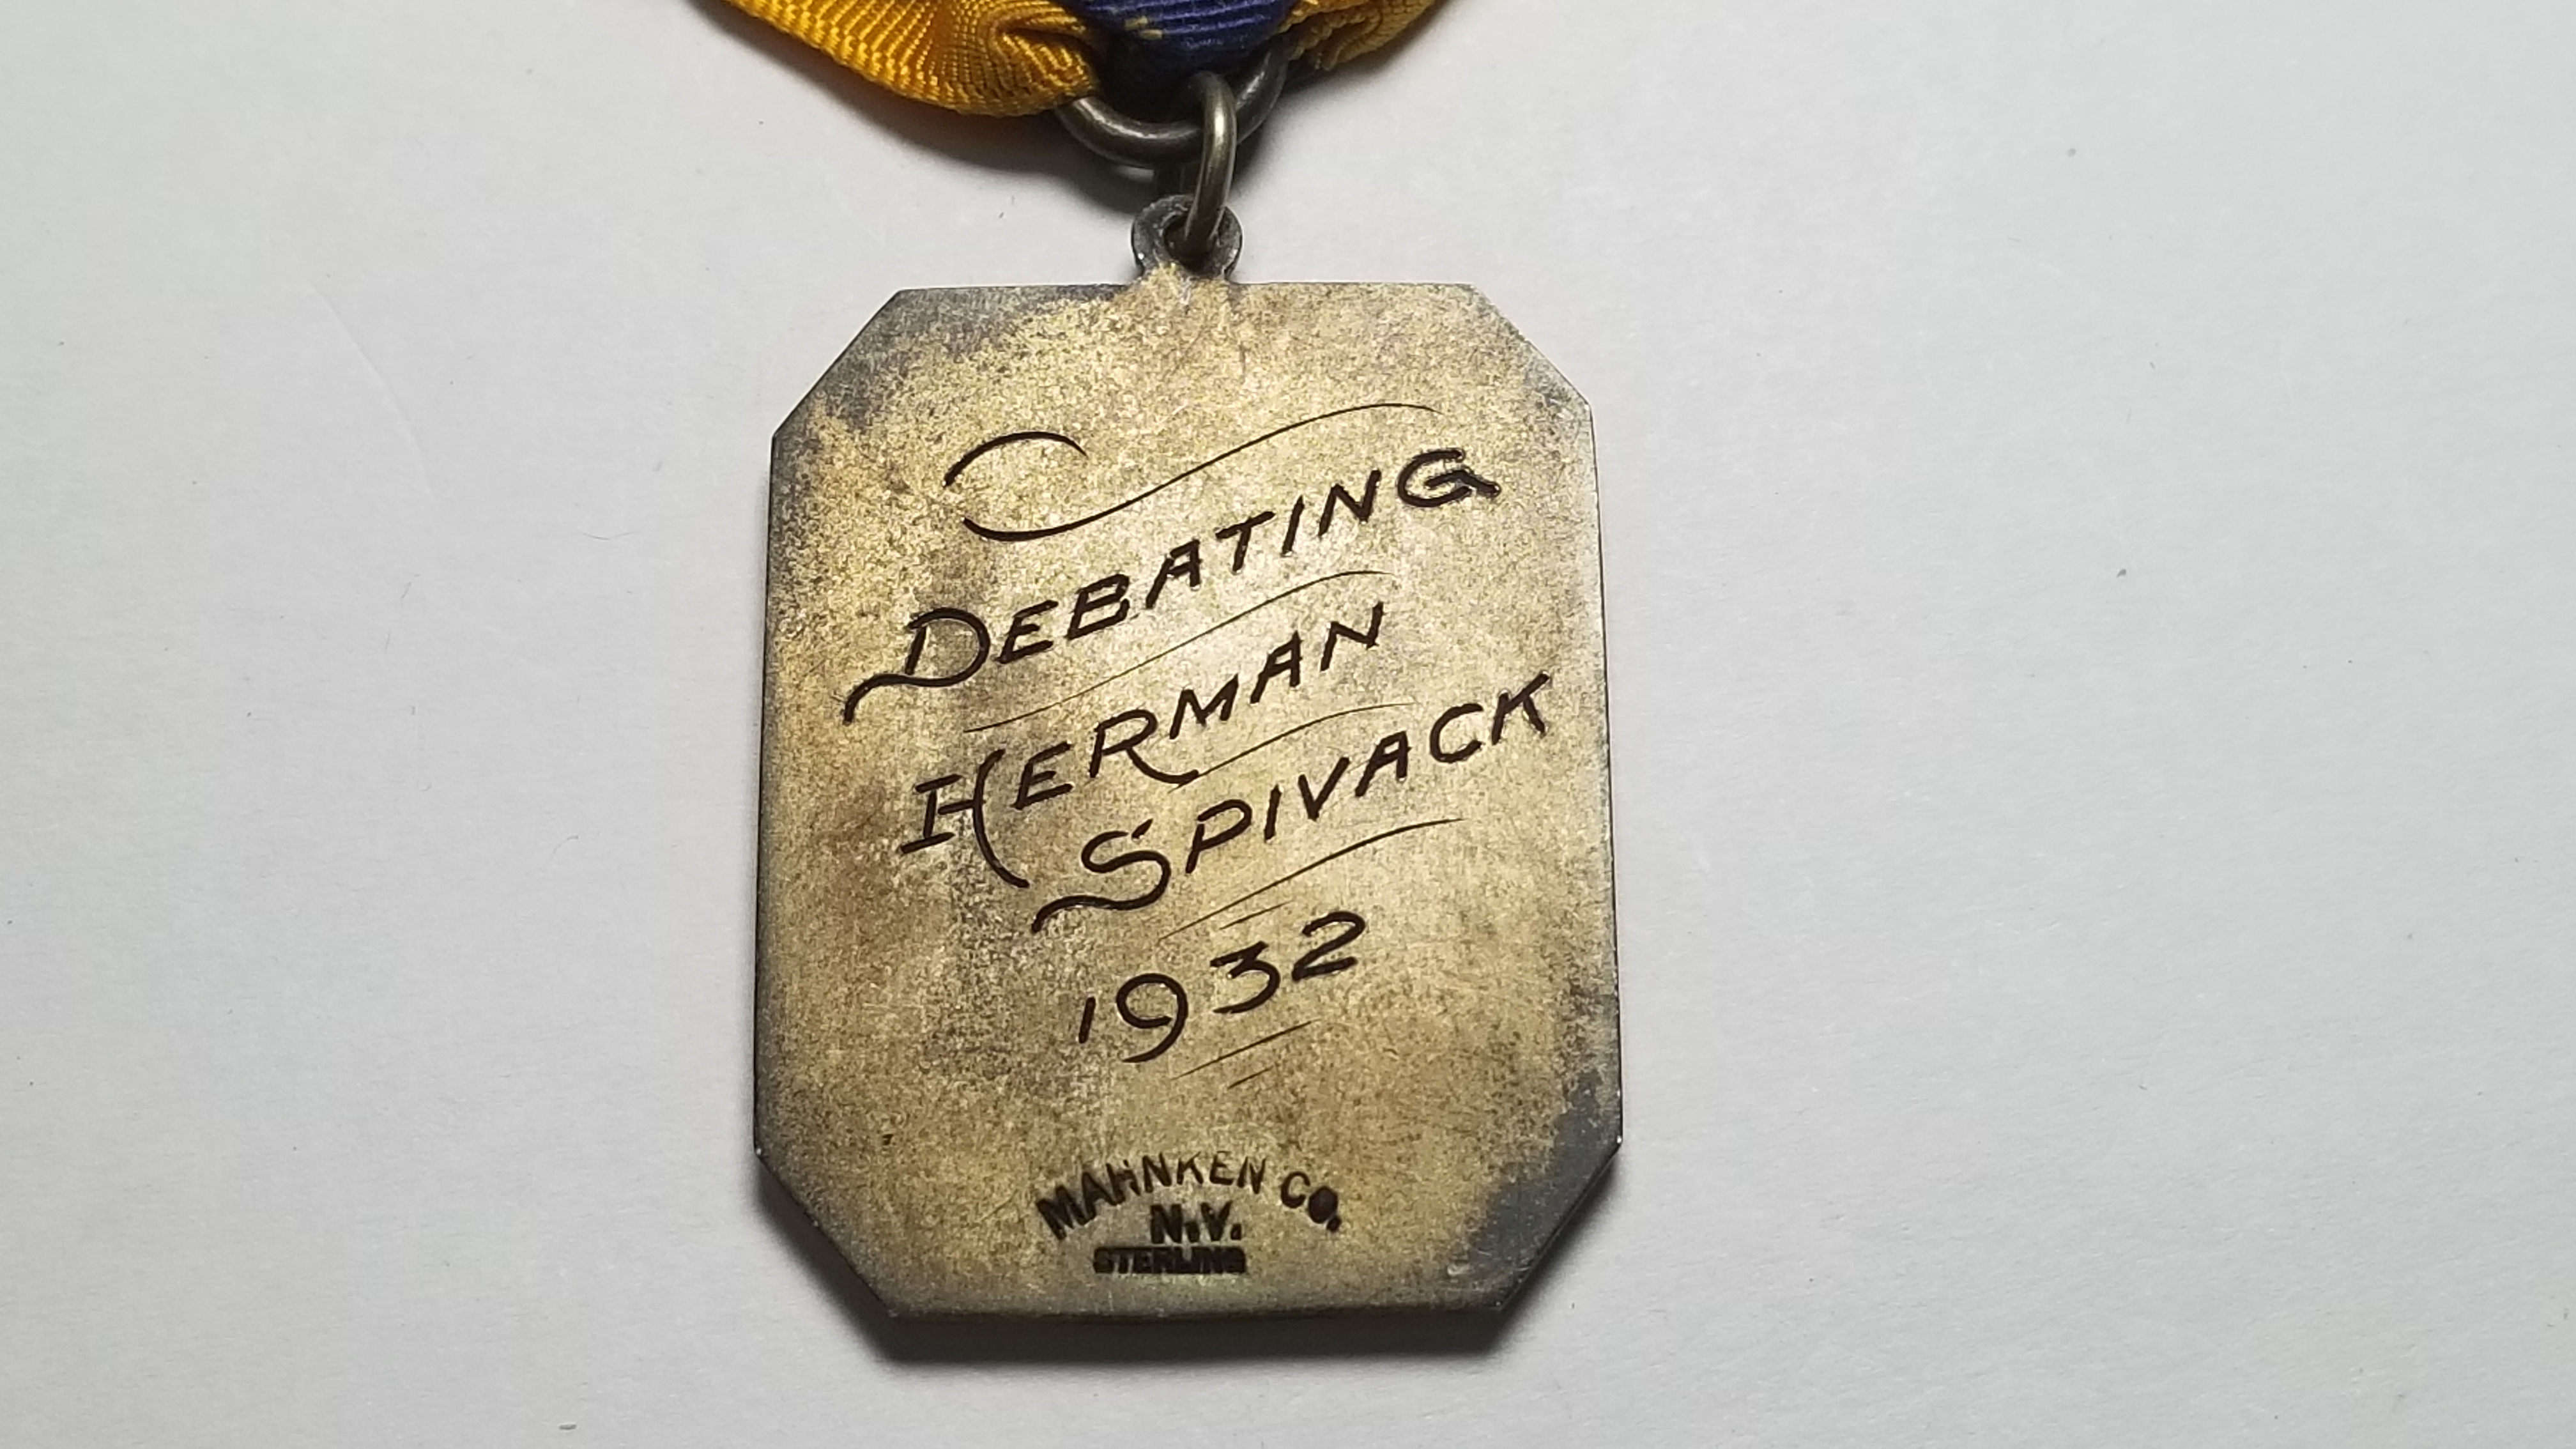 DEBATING
HERMAN
SPIVACK
1932
MAHNKEN CO.
N.Y.
STERLING